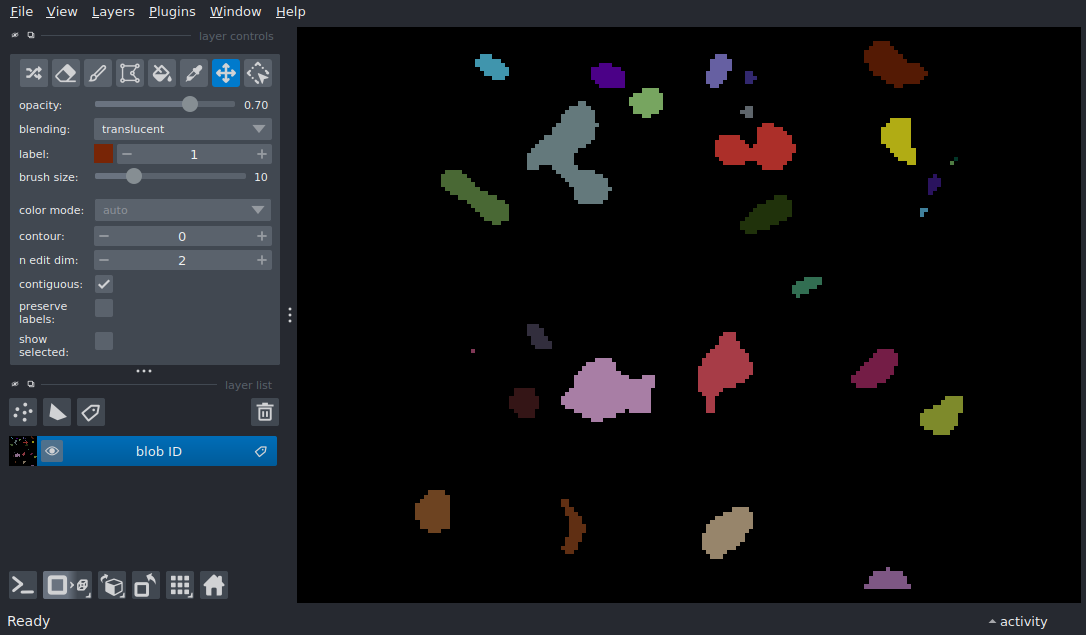 File View Layers Plugins Window Help
layer controls
opacity: 0.70
blending: translucent
label: 1
brush size: 10
color mode: auto
contour: 0
n edit dim: 2
contiguous:
preserve
labels:
show
selected:
layer list
blob ID
Ready
activity